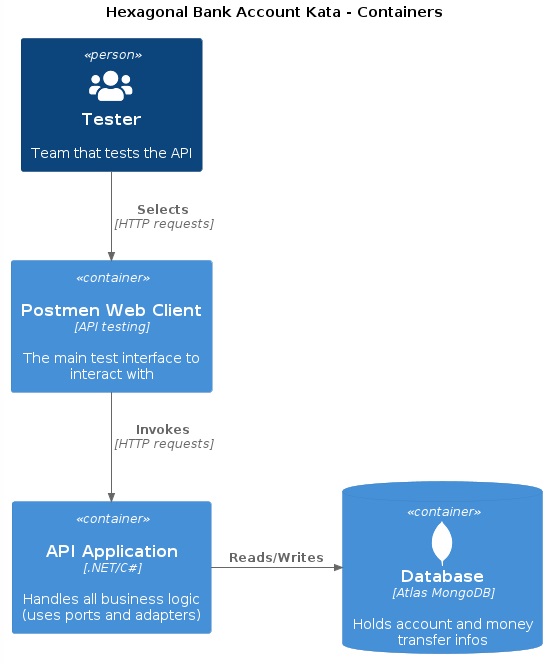 Hexagonal Bank Account Kata - Containers
«person»
Tester
Team that tests the API
Selects
[HTTP requests]
«container»
Postmen Web Client
[API testing]
The main test interface to
interact with
Invokes
[HTTP requests]
«container»
API Application
[.NET/C#]
Handles all business logic
(uses ports and adapters)
Reads/Writes
«container»
Database
[Atlas MongoDB]
Holds account and money
transfer infos